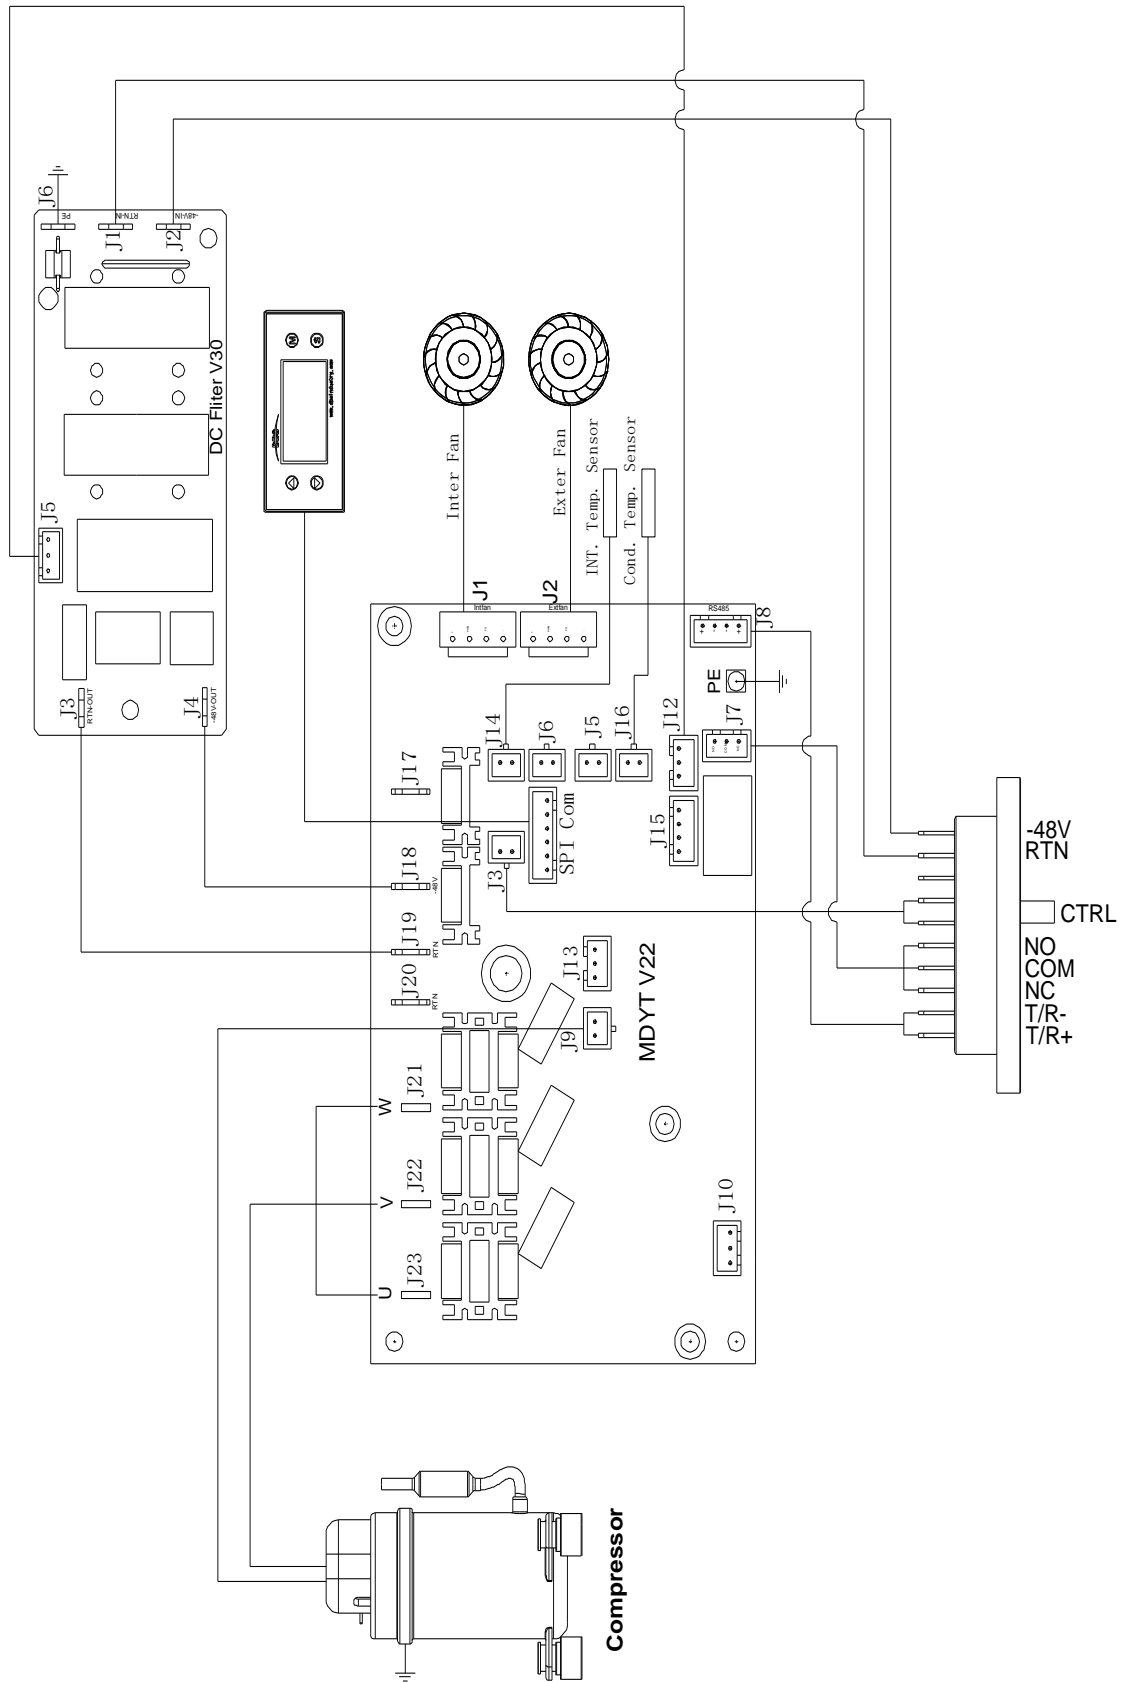 J6
PE
J1
RTN-IN
J2
-48V-IN
DC Fliter V30
J5
J3
RTN-OUT
J4
-48V-OUT
M
S
Inter Fan
Exter Fan
INT. Temp. Sensor
Cond. Temp. Sensor
J1
Intfan
J2
Extfan
RS485
J8
PE
J7
J12
J16
J5
J6
J14
J17
J18
-48V
J19
RTN
J20
RTN
J3
SPI Com
J15
J13
J9
MDYT V22
J21
W
J22
V
J23
U
J10
-48V
RTN
CTRL
NO
COM
NC
T/R-
T/R+
Compressor